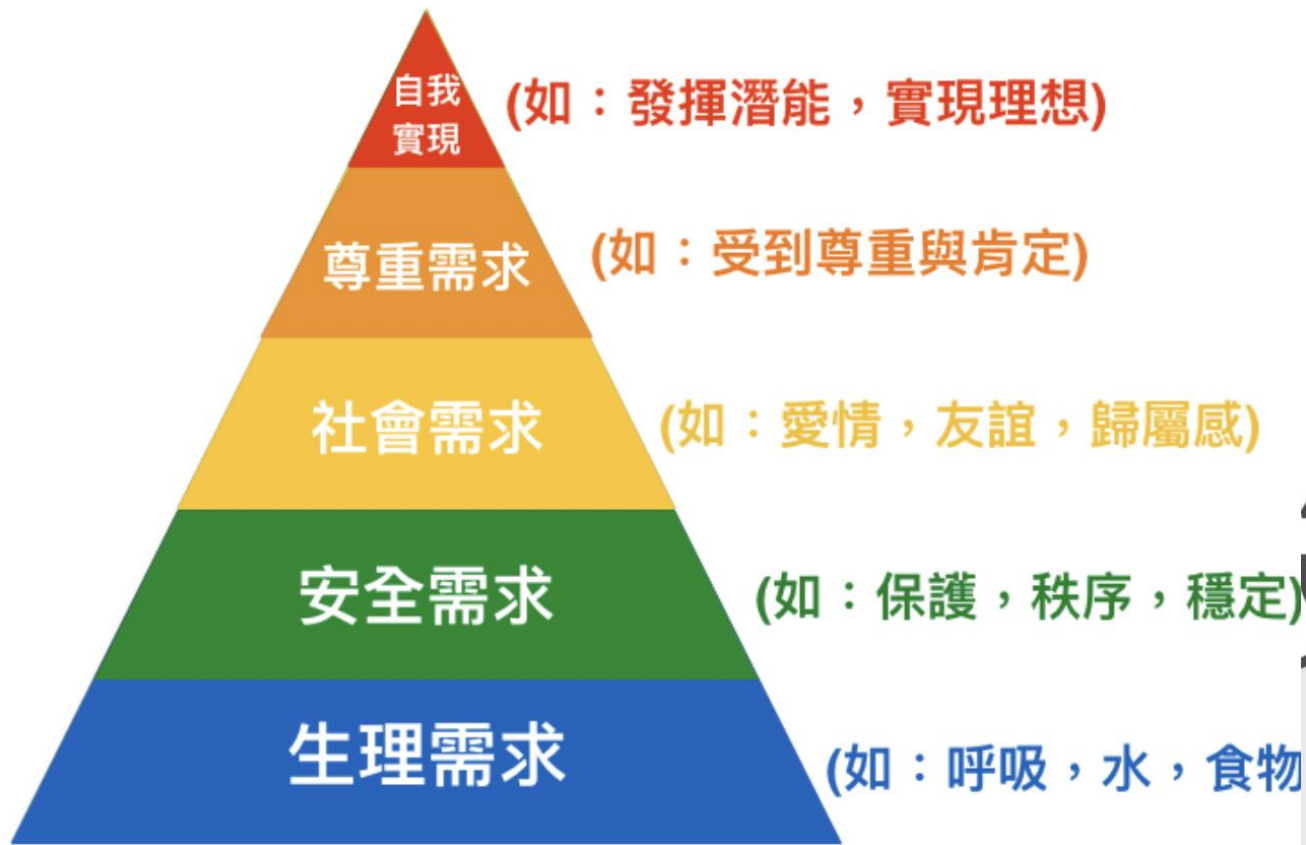 自我
實現
(如：發揮潛能，實現理想)
尊重需求
(如：受到尊重與肯定)
社會需求
(如：愛情，友誼，歸屬感)
安全需求
(如：保護，秩序，穩定)
生理需求
(如：呼吸，水，食物